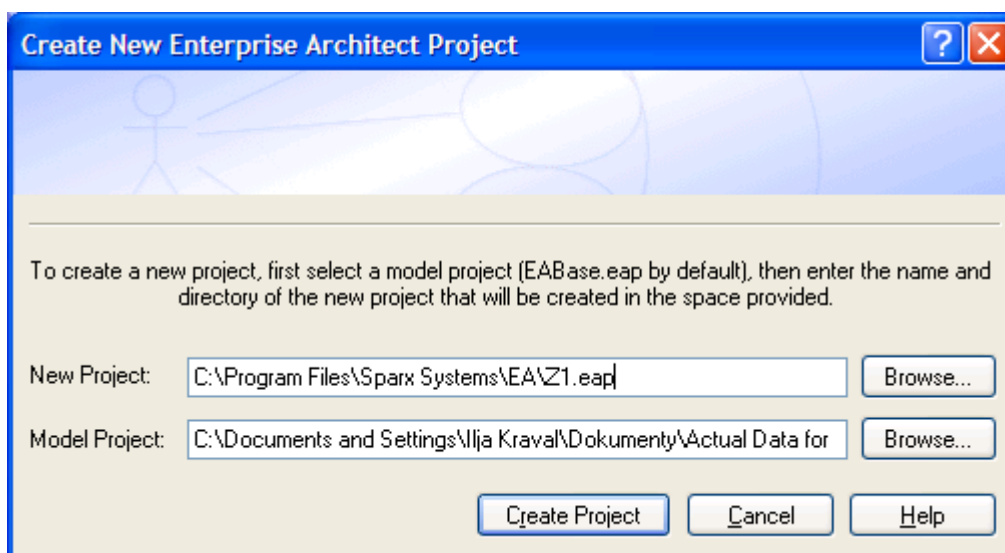 Create New Enterprise Architect Project
?
To create a new project, first select a model project (EABase.eap by default), then enter the name and
directory of the new project that will be created in the space provided.
New Project: C:\Program Files\Sparx Systems\EA\Z1.eap Browse...
Model Project: C:\Documents and Settings\Ilja Kraval\Dokumenty\Actual Data for Browse...
Create Project Cancel Help